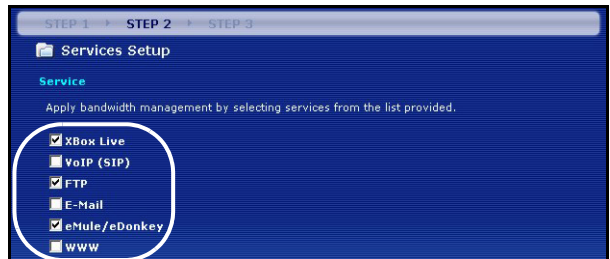 STEP 1 STEP 2 STEP 3
Services Setup
Service
Apply bandwidth management by selecting services from the list provided.
XBox Live
VoIP (SIP)
FTP
E-Mail
eMule/eDonkey
WWW